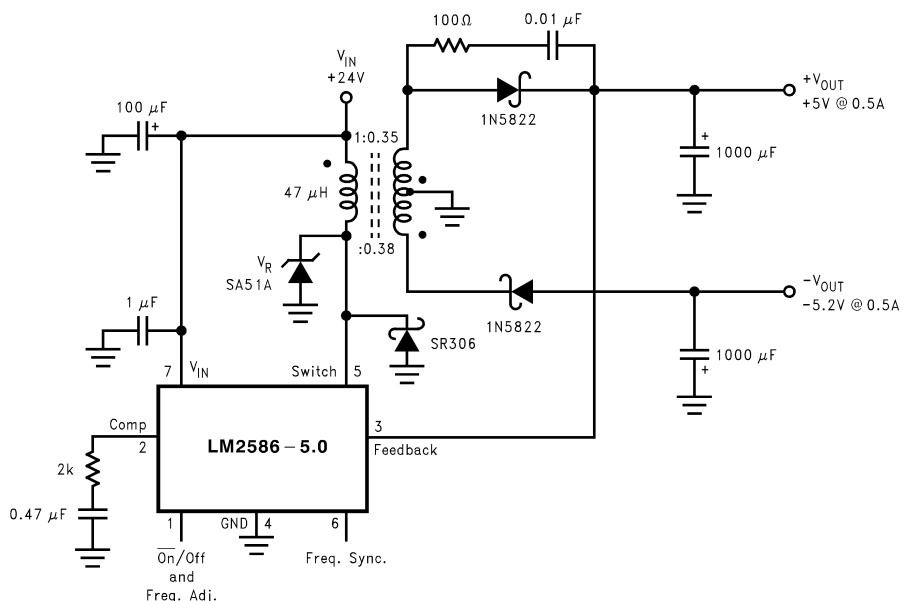 100Ω
0.01 μF
V_IN
+24V
+V_OUT
+5V @ 0.5A
1N5822
100 μF
+
1:0.35
+
1000 μF
47 μH
:0.38
V_R
SA51A
−V_OUT
−5.2V @ 0.5A
1N5822
1 μF
SR306
1000 μF
+
7
V_IN
Switch
5
Comp
2
LM2586 – 5.0
3
Feedback
2k
0.47 μF
1
GND
4
6
On/Off
and
Freq. Adj.
Freq. Sync.